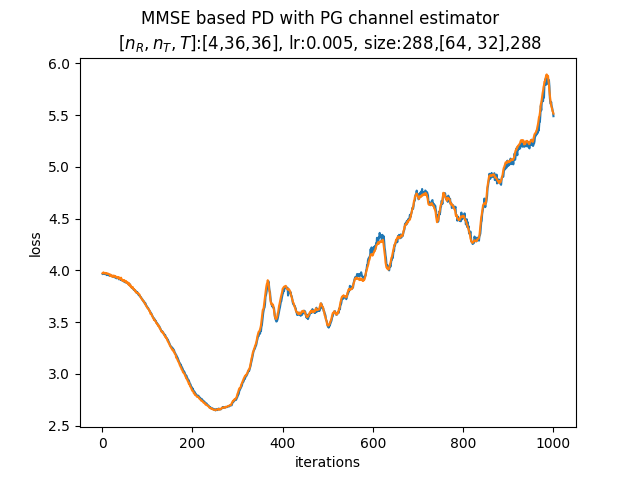 MMSE based PD with PG channel estimator
[n_R, n_T, T]:[4,36,36], lr:0.005, size:288,[64, 32],288
6.0
5.5
5.0
4.5
4.0
3.5
3.0
2.5
loss
0 200 400 600 800 1000
iterations